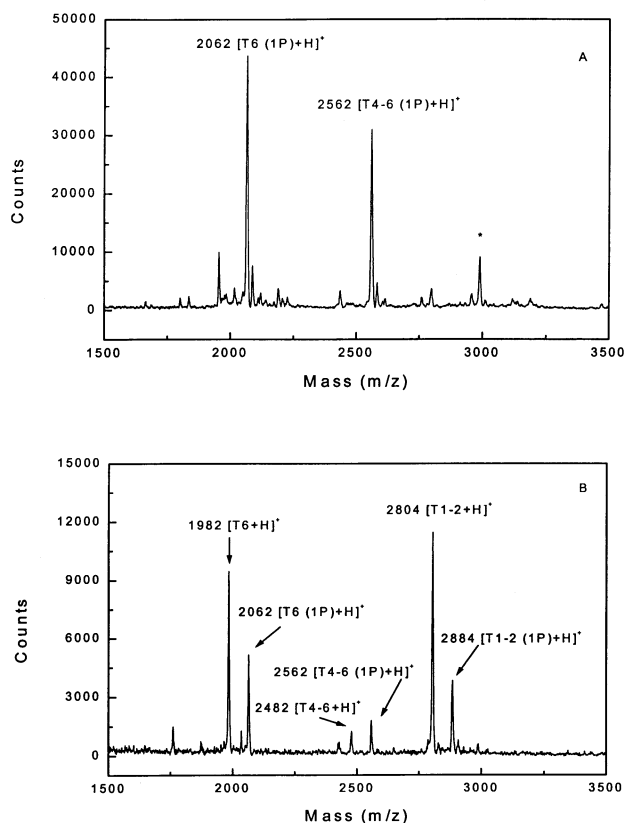 50000
2062 [T6 (1P)+H]+
A
40000
2562 [T4-6 (1P)+H]+
30000
Counts
20000
*
10000
0
1500 2000 2500 3000 3500
Mass (m/z)
15000
B
2804 [T1-2+H]+
1982 [T6+H]+
12000
9000
2062 [T6 (1P)+H]+
Counts
2884 [T1-2 (1P)+H]+
6000
2562 [T4-6 (1P)+H]+
2482 [T4-6+H]+
3000
0
1500 2000 2500 3000 3500
Mass (m/z)